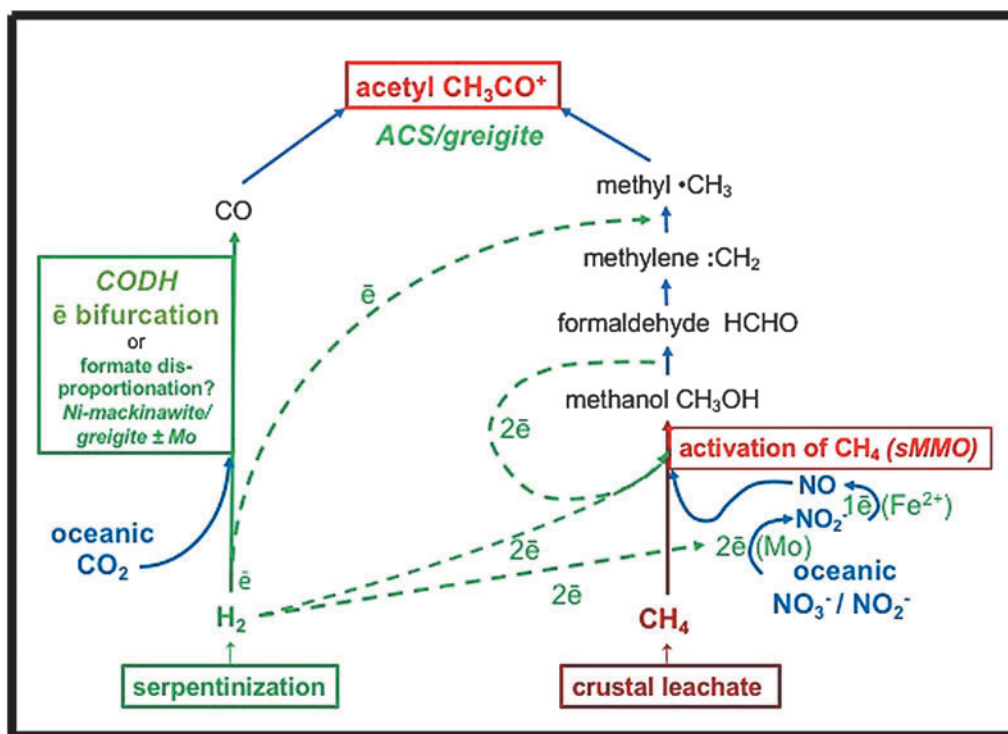 acetyl CH₃CO⁺
ACS/greigite
methyl •CH₃
CO
methylene :CH₂
CODH
ē bifurcation
or
formate dis-
proportionation?
Ni-mackinawite/
greigite ± Mo
ē
formaldehyde HCHO
methanol CH₃OH
2ē
activation of CH₄ (sMMO)
NO
1ē (Fe²⁺)
NO₂⁻
oceanic
CO₂
2ē
2ē (Mo)
ē
2ē
oceanic
NO₃⁻ / NO₂⁻
H₂
CH₄
serpentinization
crustal leachate